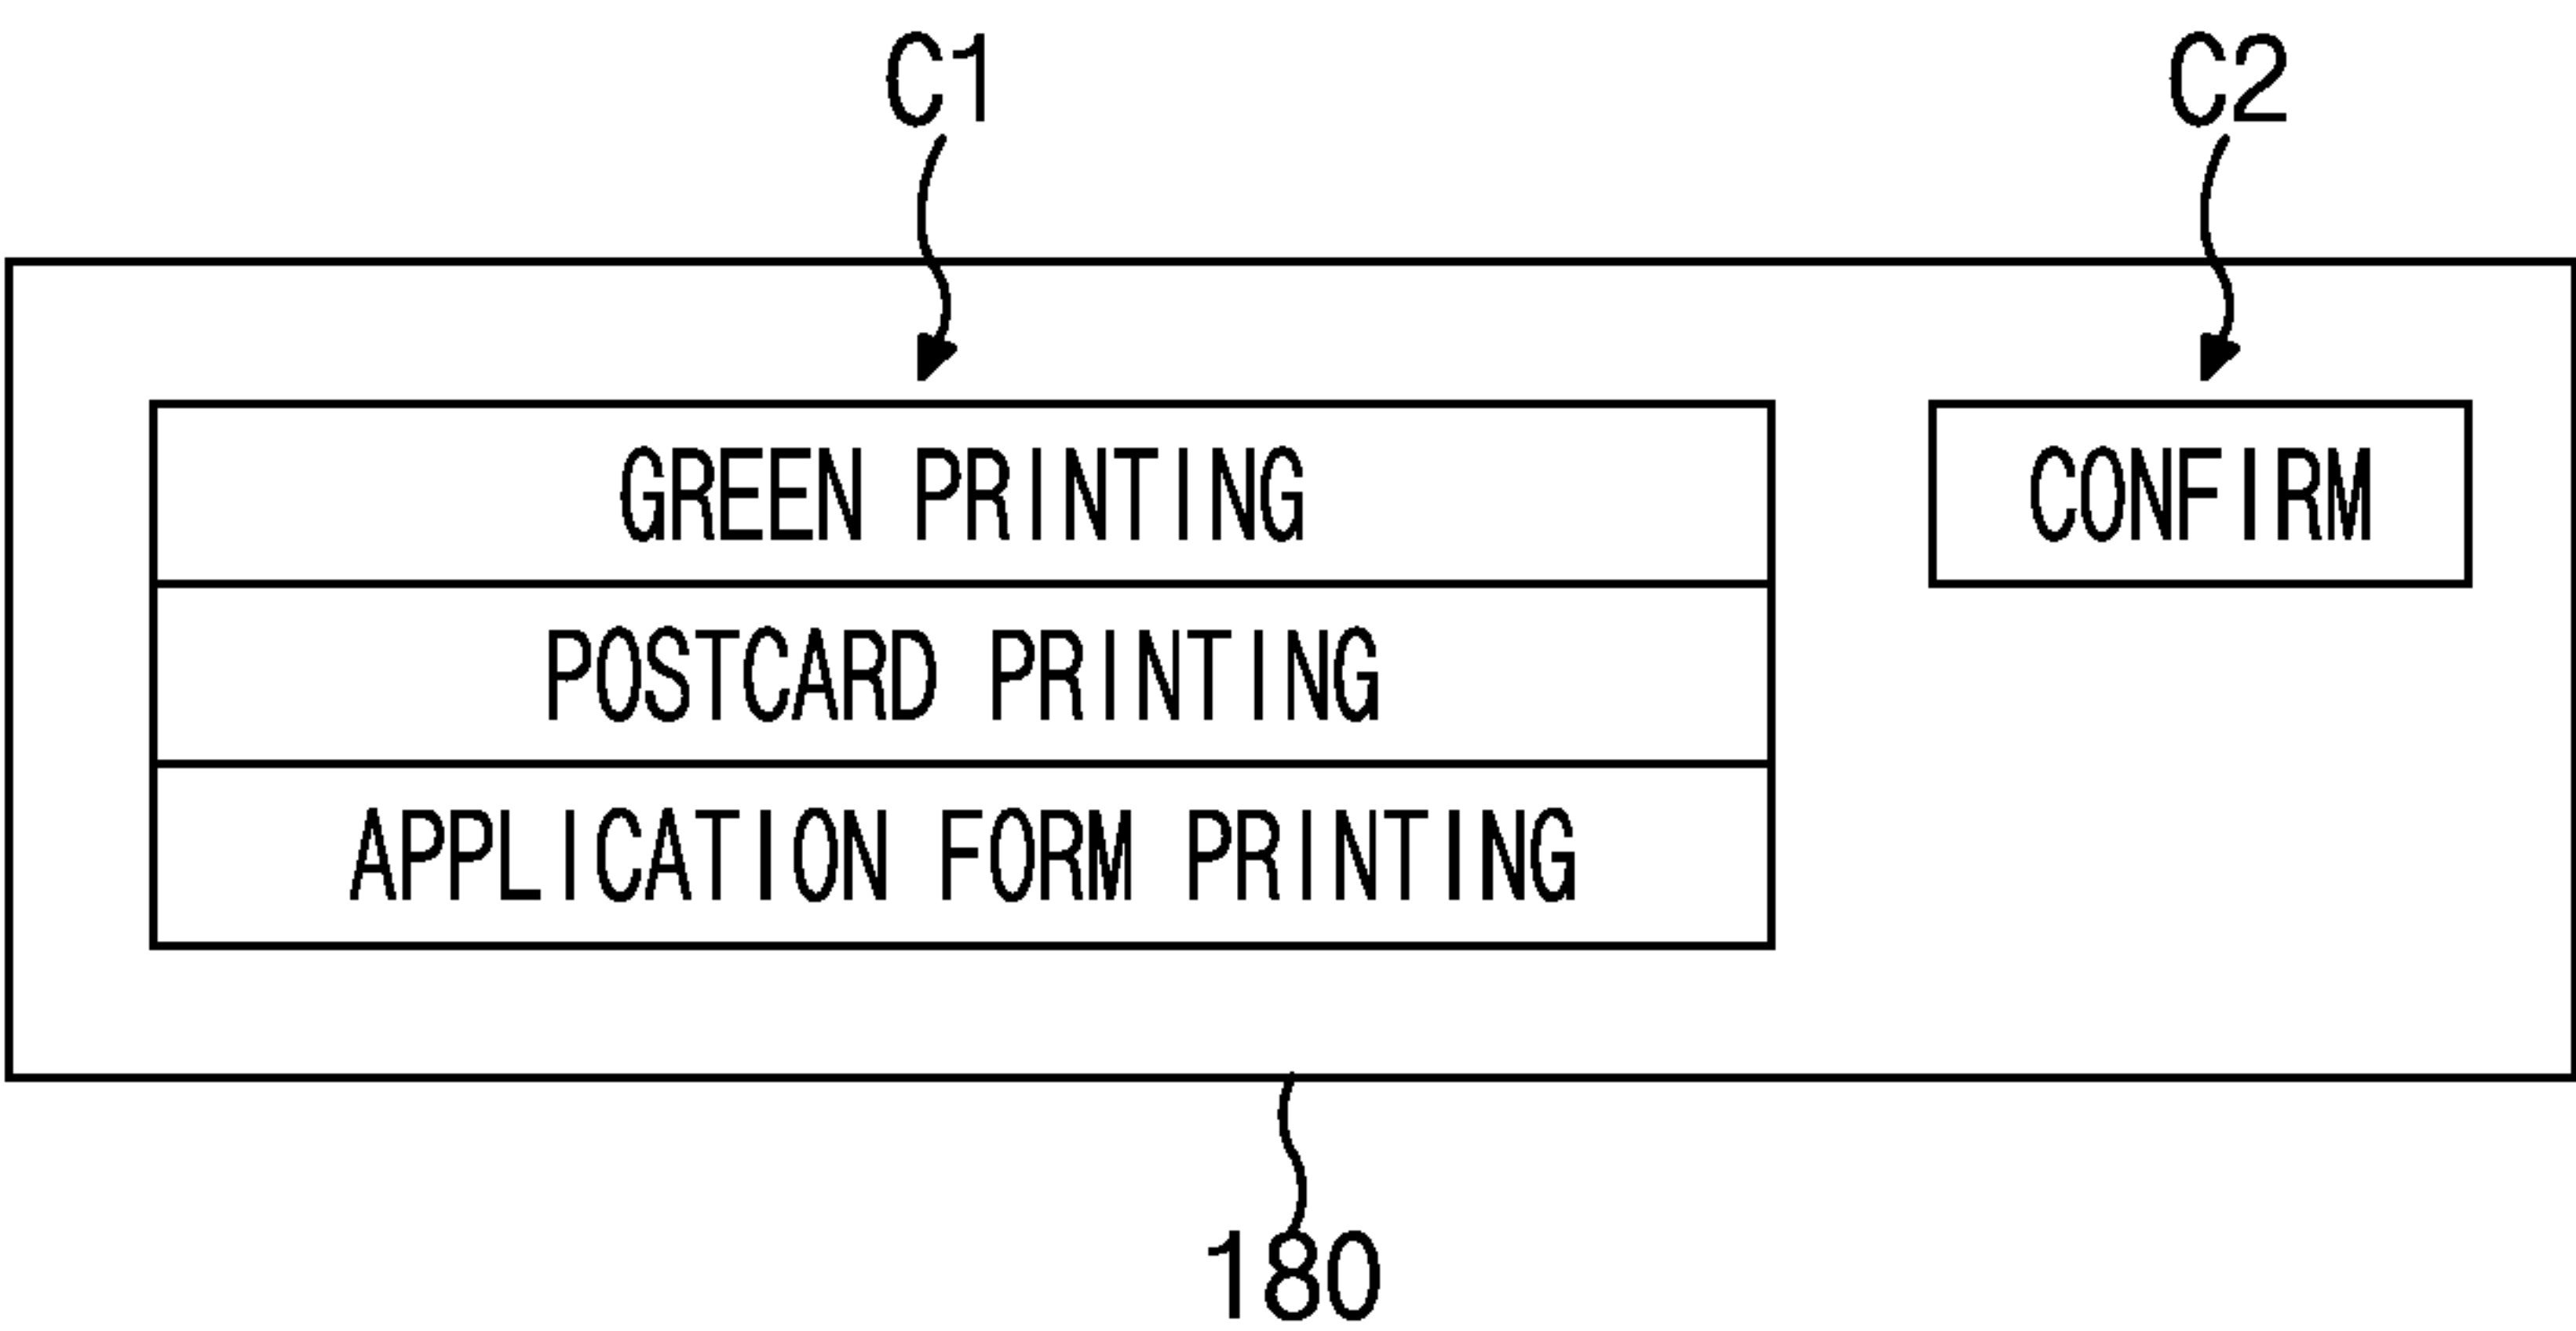 C1 C2
GREEN PRINTING CONFIRM
POSTCARD PRINTING
APPLICATION FORM PRINTING
180